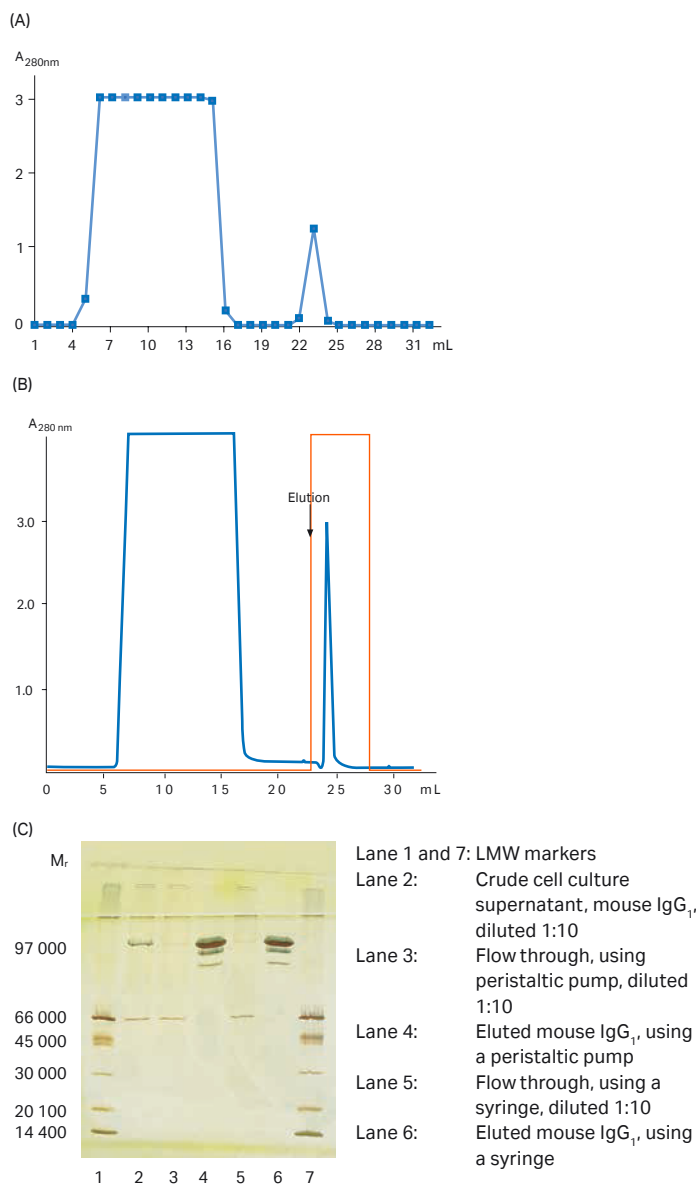 (A)
A280nm
3
2
1
0
1 4 7 10 13 16 19 22 25 28 31 mL
(B)
A280 nm
Elution
3.0
2.0
1.0
0 5 10 15 20 25 30 mL
(C)
Mr
97 000
66 000
45 000
30 000
20 100
14 400
1 2 3 4 5 6 7
Lane 1 and 7: LMW markers
Lane 2: Crude cell culture
supernatant, mouse IgG1,
diluted 1:10
Lane 3: Flow through, using
peristaltic pump, diluted
1:10
Lane 4: Eluted mouse IgG1, using
a peristaltic pump
Lane 5: Flow through, using a
syringe, diluted 1:10
Lane 6: Eluted mouse IgG1, using
a syringe